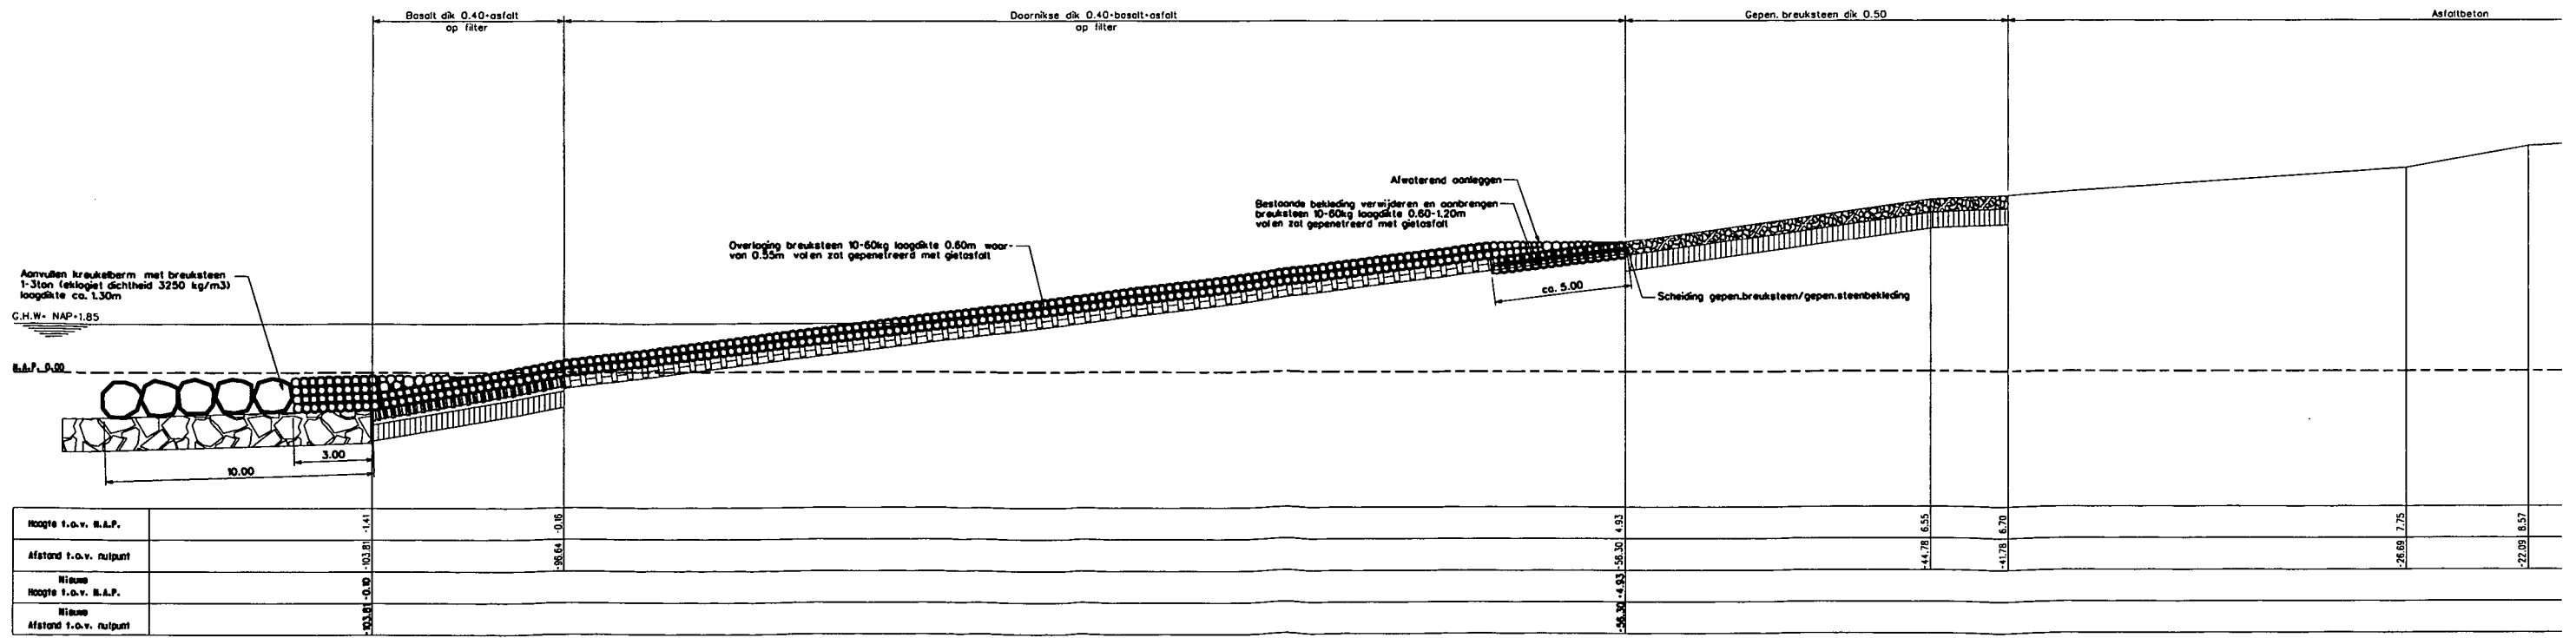 Basalt dik 0.40+asfalt
op filter
Doornikse dik 0.40+basalt+asfalt
op filter
Gepen. breuksteen dik 0.50
Asfaltbeton
Afwaterend aanleggen
Bestaande bekleding verwijderen en aanbrengen
breuksteen 10-60kg laagdikte 0.60-1.20m
vol en zat gepenetreerd met gietasfalt
Overlaging breuksteen 10-60kg laagdikte 0.60m waar-
van 0.55m vol en zat gepenetreerd met gietasfalt
Aanvullen kreukelberm met breuksteen
1-3ton (eklogiet dichtheid 3250 kg/m3)
laagdikte ca. 1.30m
G.H.W= NAP+1.85
N.A.P. 0.00
ca. 5.00
Scheiding gepen.breuksteen/gepen.steenbekleding
3.00
10.00
Hoogte t.o.v. N.A.P. -1.41 -0.16 4.93 6.55 6.70 7.75 8.57
Afstand t.o.v. nulpunt -103.81 -96.64 -56.30 -44.78 -41.78 -26.69 -22.09
Nieuwe
Hoogte t.o.v. N.A.P. -0.10 +4.93
Nieuwe
Afstand t.o.v. nulpunt -103.81 -56.30